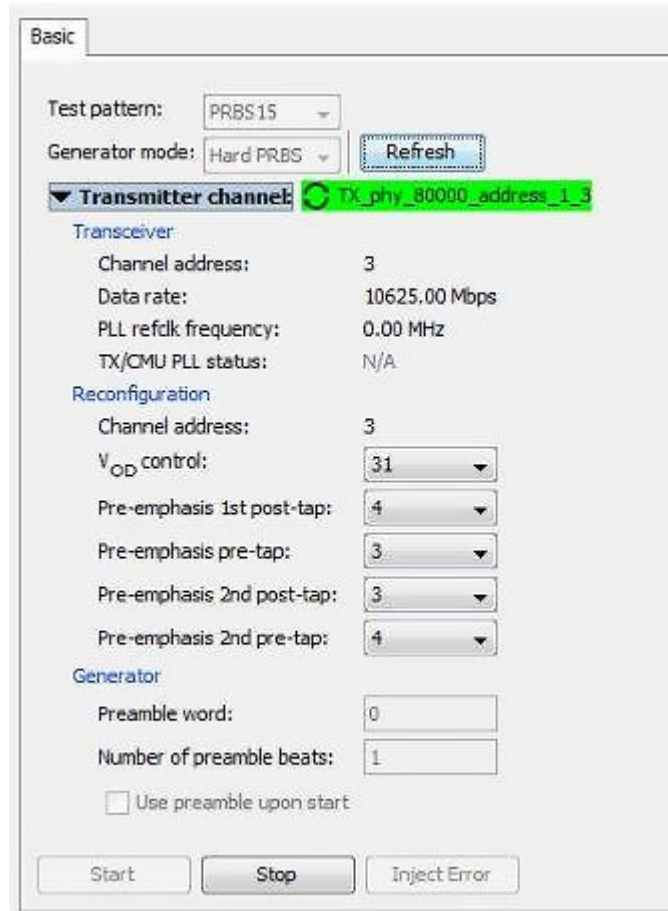 Basic
Test pattern: PRBS15
Generator mode: Hard PRBS Refresh
Transmitter channel: TX_phy_80000_address_1_3
Transceiver
Channel address: 3
Data rate: 10625.00 Mbps
PLL refclk frequency: 0.00 MHz
TX/CMU PLL status: N/A
Reconfiguration
Channel address: 3
VOD control: 31
Pre-emphasis 1st post-tap: 4
Pre-emphasis pre-tap: 3
Pre-emphasis 2nd post-tap: 3
Pre-emphasis 2nd pre-tap: 4
Generator
Preamble word: 0
Number of preamble beats: 1
Use preamble upon start
Start Stop Inject Error